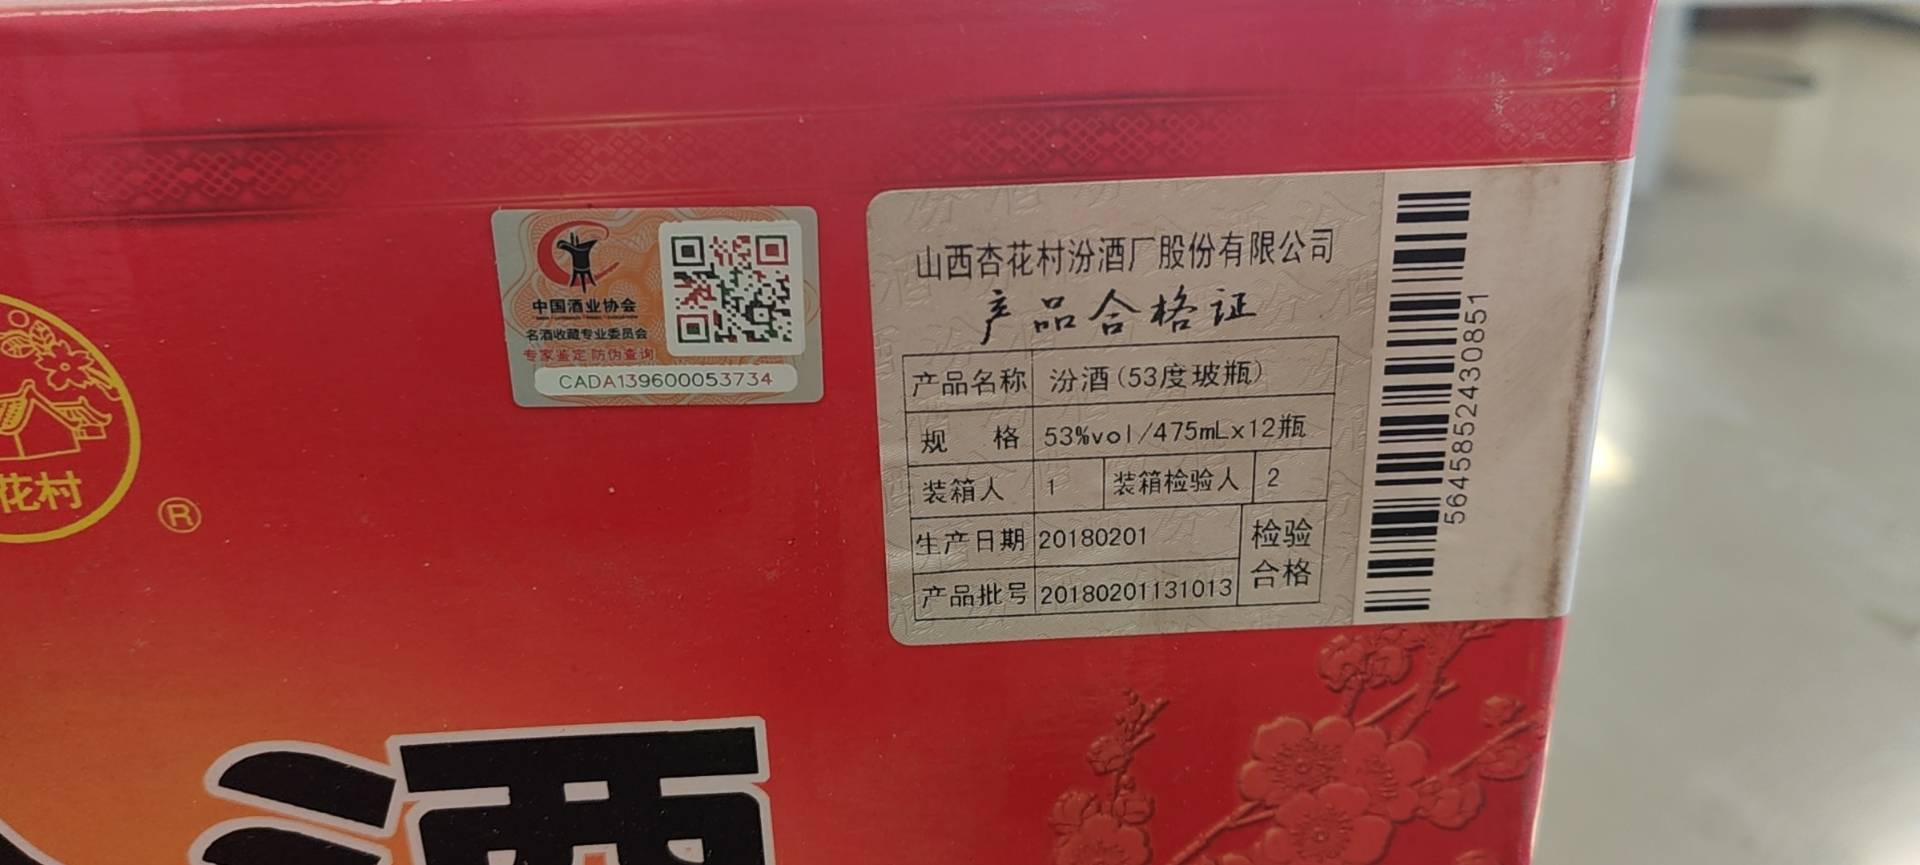 花村
®
中国酒业协会
名酒收藏专业委员会
专家鉴定 防伪查询
CADA139600053734
山西杏花村汾酒厂股份有限公司
产品合格证
产品名称 汾酒(53度玻瓶)
规 格 53%vol/475mLx12瓶
装箱人 1 装箱检验人 2
生产日期 20180201 检验
产品批号 20180201131013 合格
5645852430851
酒